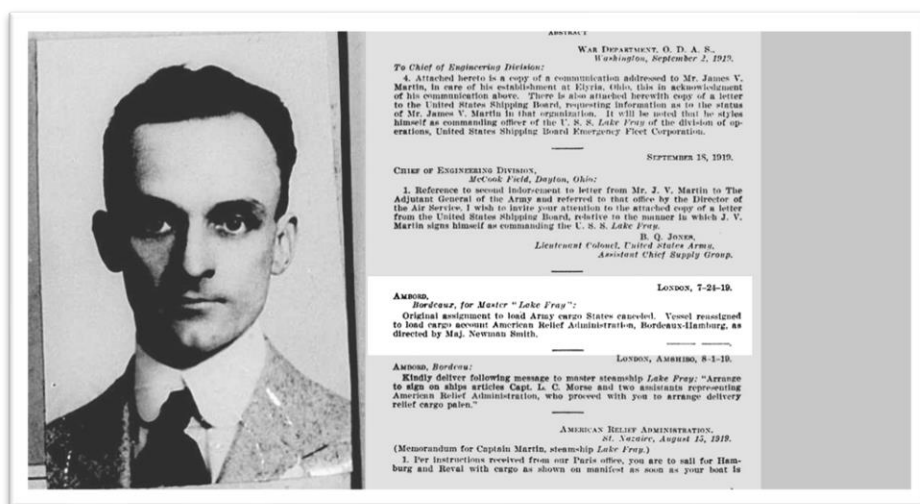 ABSTRACT
WAR DEPARTMENT, O. D. A. S.,
Washington, September 2, 1919.
To Chief of Engineering Division:
4. Attached hereto is a copy of a communication addressed to Mr. James V.
Martin, in care of his establishment at Elyria, Ohio, this in acknowledgment
of his communication above. There is also attached herewith copy of a letter
to the United States Shipping Board, requesting information as to the status
of Mr. James V. Martin in that organization. It will be noted that he styles
himself as commanding officer of the U. S. S. Lake Fray of the division of op-
erations, United States Shipping Board Emergency Fleet Corporation.
SEPTEMBER 18, 1919.
CHIEF OF ENGINEERING DIVISION,
McCook Field, Dayton, Ohio:
1. Reference to second indorsement to letter from Mr. J. V. Martin to The
Adjutant General of the Army and referred to that office by the Director of
the Air Service, I wish to invite your attention to the attached copy of a letter
from the United States Shipping Board, relative to the manner in which J. V.
Martin signs himself as commanding the U. S. S. Lake Fray.
B. Q. JONES,
Lieutenant Colonel, United States Army,
Assistant Chief Supply Group.
LONDON, 7-24-19.
AMBORD,
Bordeaux, for Master "Lake Fray":
Original assignment to load Army cargo States canceled. Vessel reassigned
to load cargo account American Relief Administration, Bordeaux-Hamburg, as
directed by Maj. Newman Smith.
LONDON, AMSHIBO, 8-1-19.
AMBORD, Bordeau:
Kindly deliver following message to master steamship Lake Fray: "Arrange
to sign on ships articles Capt. L. C. Morse and two assistants representing
American Relief Administration, who proceed with you to arrange delivery
relief cargo palen."
AMERICAN RELIEF ADMINISTRATION,
St. Nazaire, August 15, 1919.
(Memorandum for Captain Martin, steamship Lake Fray.)
1. Per instructions received from our Paris office, you are to sail for Ham-
burg and Reval with cargo as shown on manifest as soon as your boat is